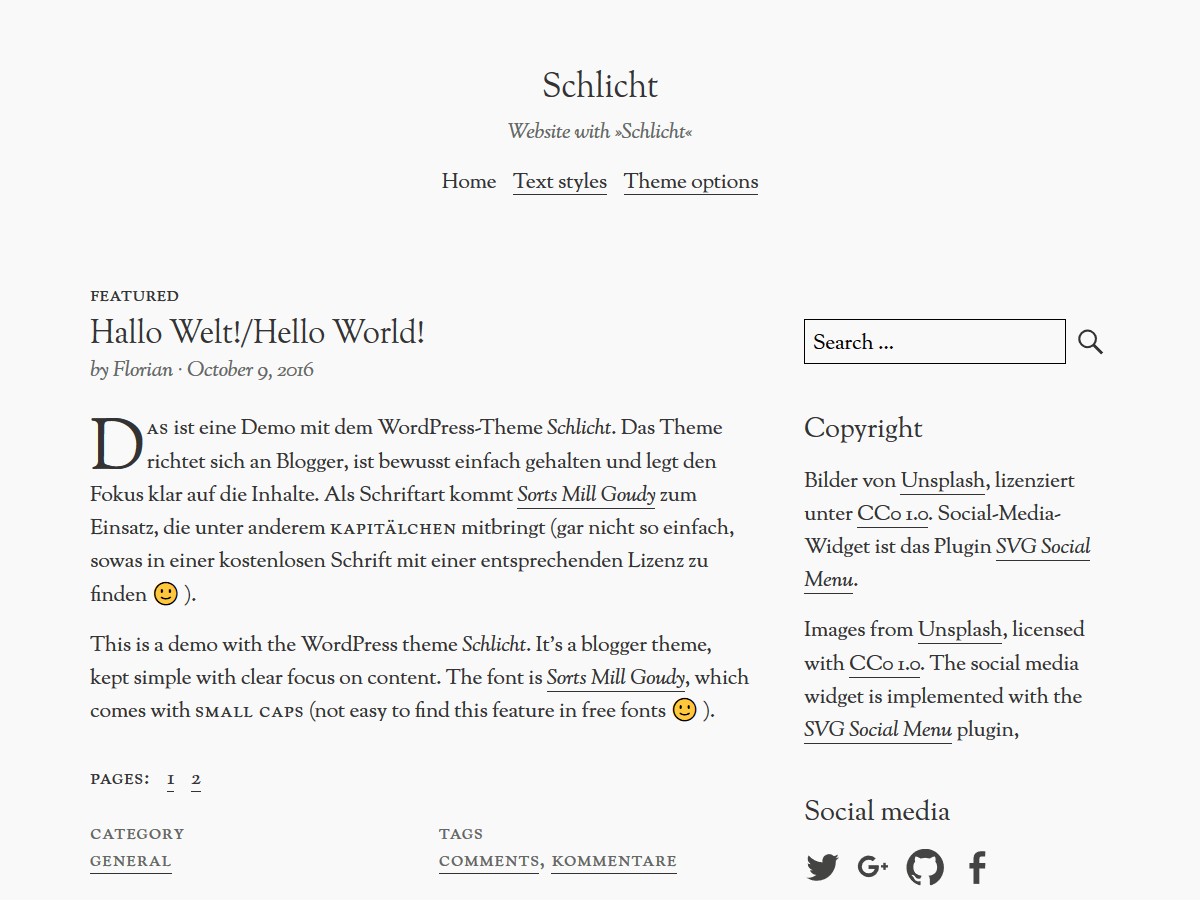 Schlicht
Website with »Schlicht«
Home Text styles Theme options
FEATURED
Hallo Welt!/Hello World!
by Florian · October 9, 2016
DAS ist eine Demo mit dem WordPress-Theme Schlicht. Das Theme
richtet sich an Blogger, ist bewusst einfach gehalten und legt den
Fokus klar auf die Inhalte. Als Schriftart kommt Sorts Mill Goudy zum
Einsatz, die unter anderem KAPITÄLCHEN mitbringt (gar nicht so einfach,
sowas in einer kostenlosen Schrift mit einer entsprechenden Lizenz zu
finden 🙂 ).
This is a demo with the WordPress theme Schlicht. It’s a blogger theme,
kept simple with clear focus on content. The font is Sorts Mill Goudy, which
comes with SMALL CAPS (not easy to find this feature in free fonts 🙂 ).
PAGES: 1 2
CATEGORY
GENERAL
TAGS
COMMENTS, KOMMENTARE
Search …
Copyright
Bilder von Unsplash, lizenziert
unter CC0 1.0. Social-Media-
Widget ist das Plugin SVG Social
Menu.
Images from Unsplash, licensed
with CC0 1.0. The social media
widget is implemented with the
SVG Social Menu plugin,
Social media